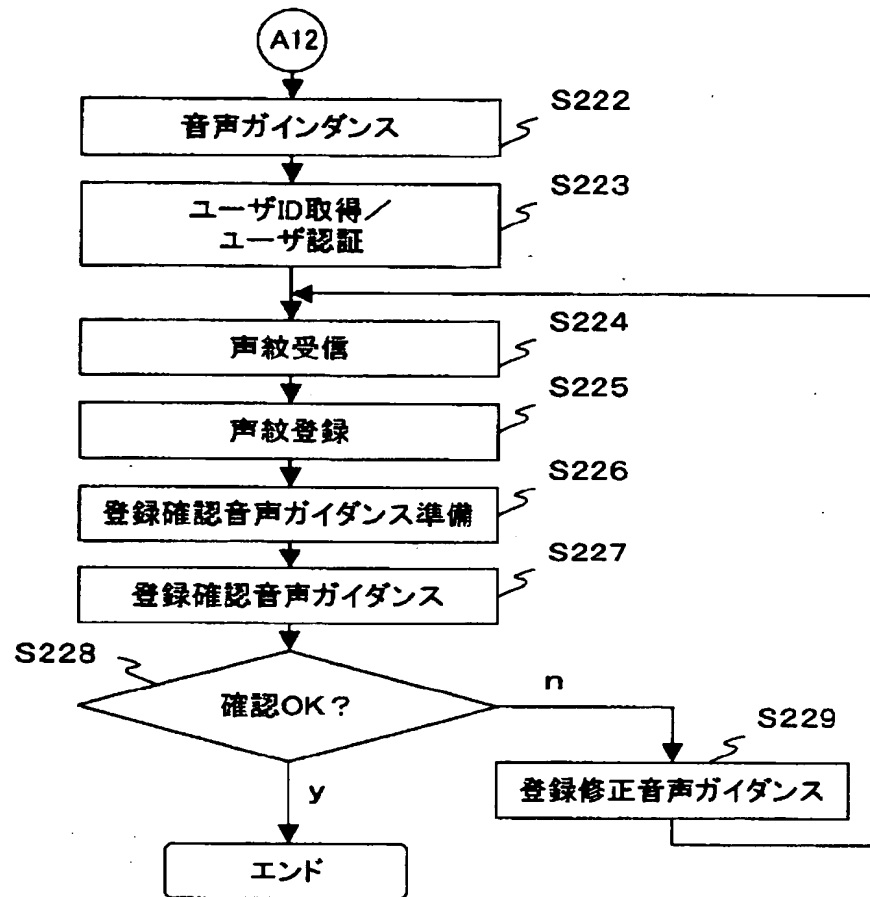 A12
S222
音声ガインダンス
S223
ユーザID取得／
ユーザ認証
S224
声紋受信
S225
声紋登録
S226
登録確認音声ガイダンス準備
S227
登録確認音声ガイダンス
S228
確認OK？
n
S229
登録修正音声ガイダンス
y
エンド